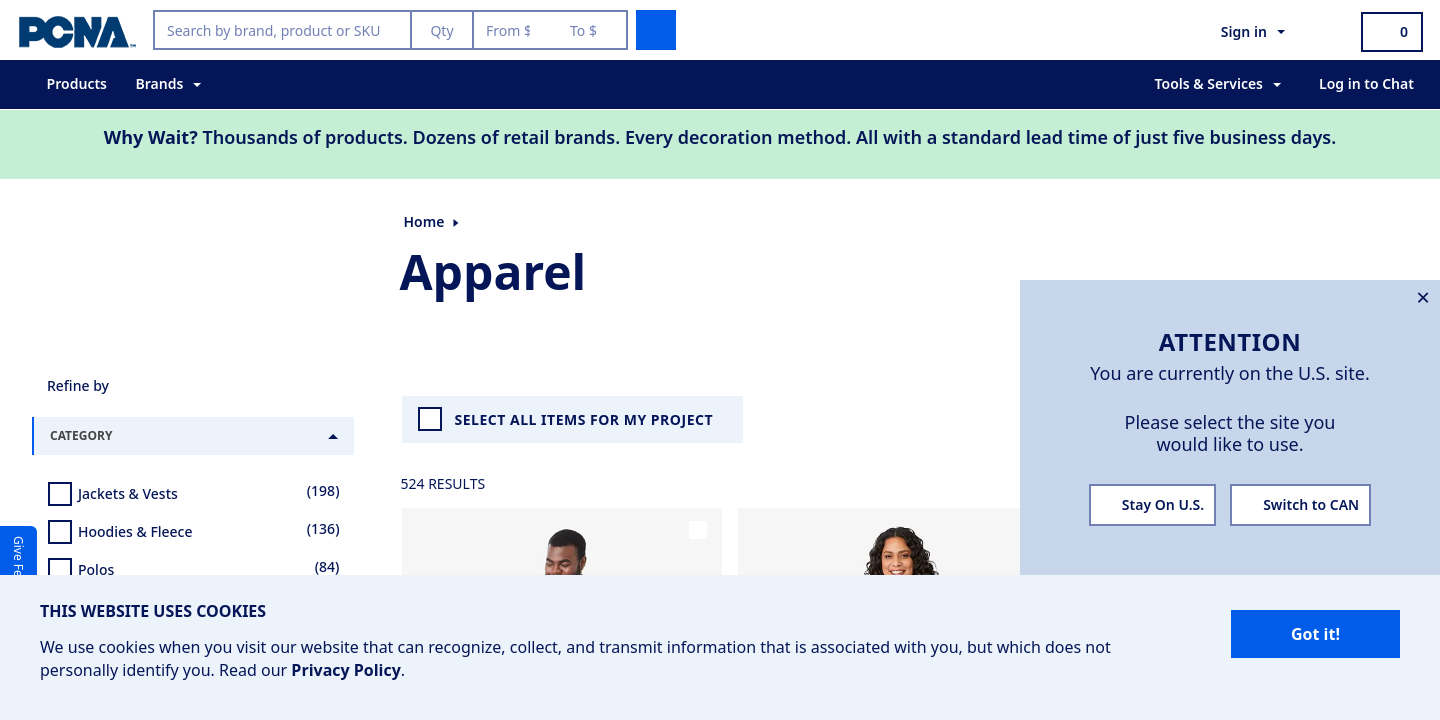 PCNA
Search by brand, product or SKU
Qty
From $
To $
Sign in
0
Products
Brands
Tools & Services
Log in to Chat
Why Wait? Thousands of products. Dozens of retail brands. Every decoration method. All with a standard lead time of just five business days.
Home
Apparel
×
ATTENTION
You are currently on the U.S. site.
Please select the site you
would like to use.
Stay On U.S.
Switch to CAN
Refine by
CATEGORY
Jackets & Vests
(198)
Hoodies & Fleece
(136)
Polos
(84)
SELECT ALL ITEMS FOR MY PROJECT
524 RESULTS
Give
THIS WEBSITE USES COOKIES
We use cookies when you visit our website that can recognize, collect, and transmit information that is associated with you, but which does not
personally identify you. Read our Privacy Policy.
Got it!